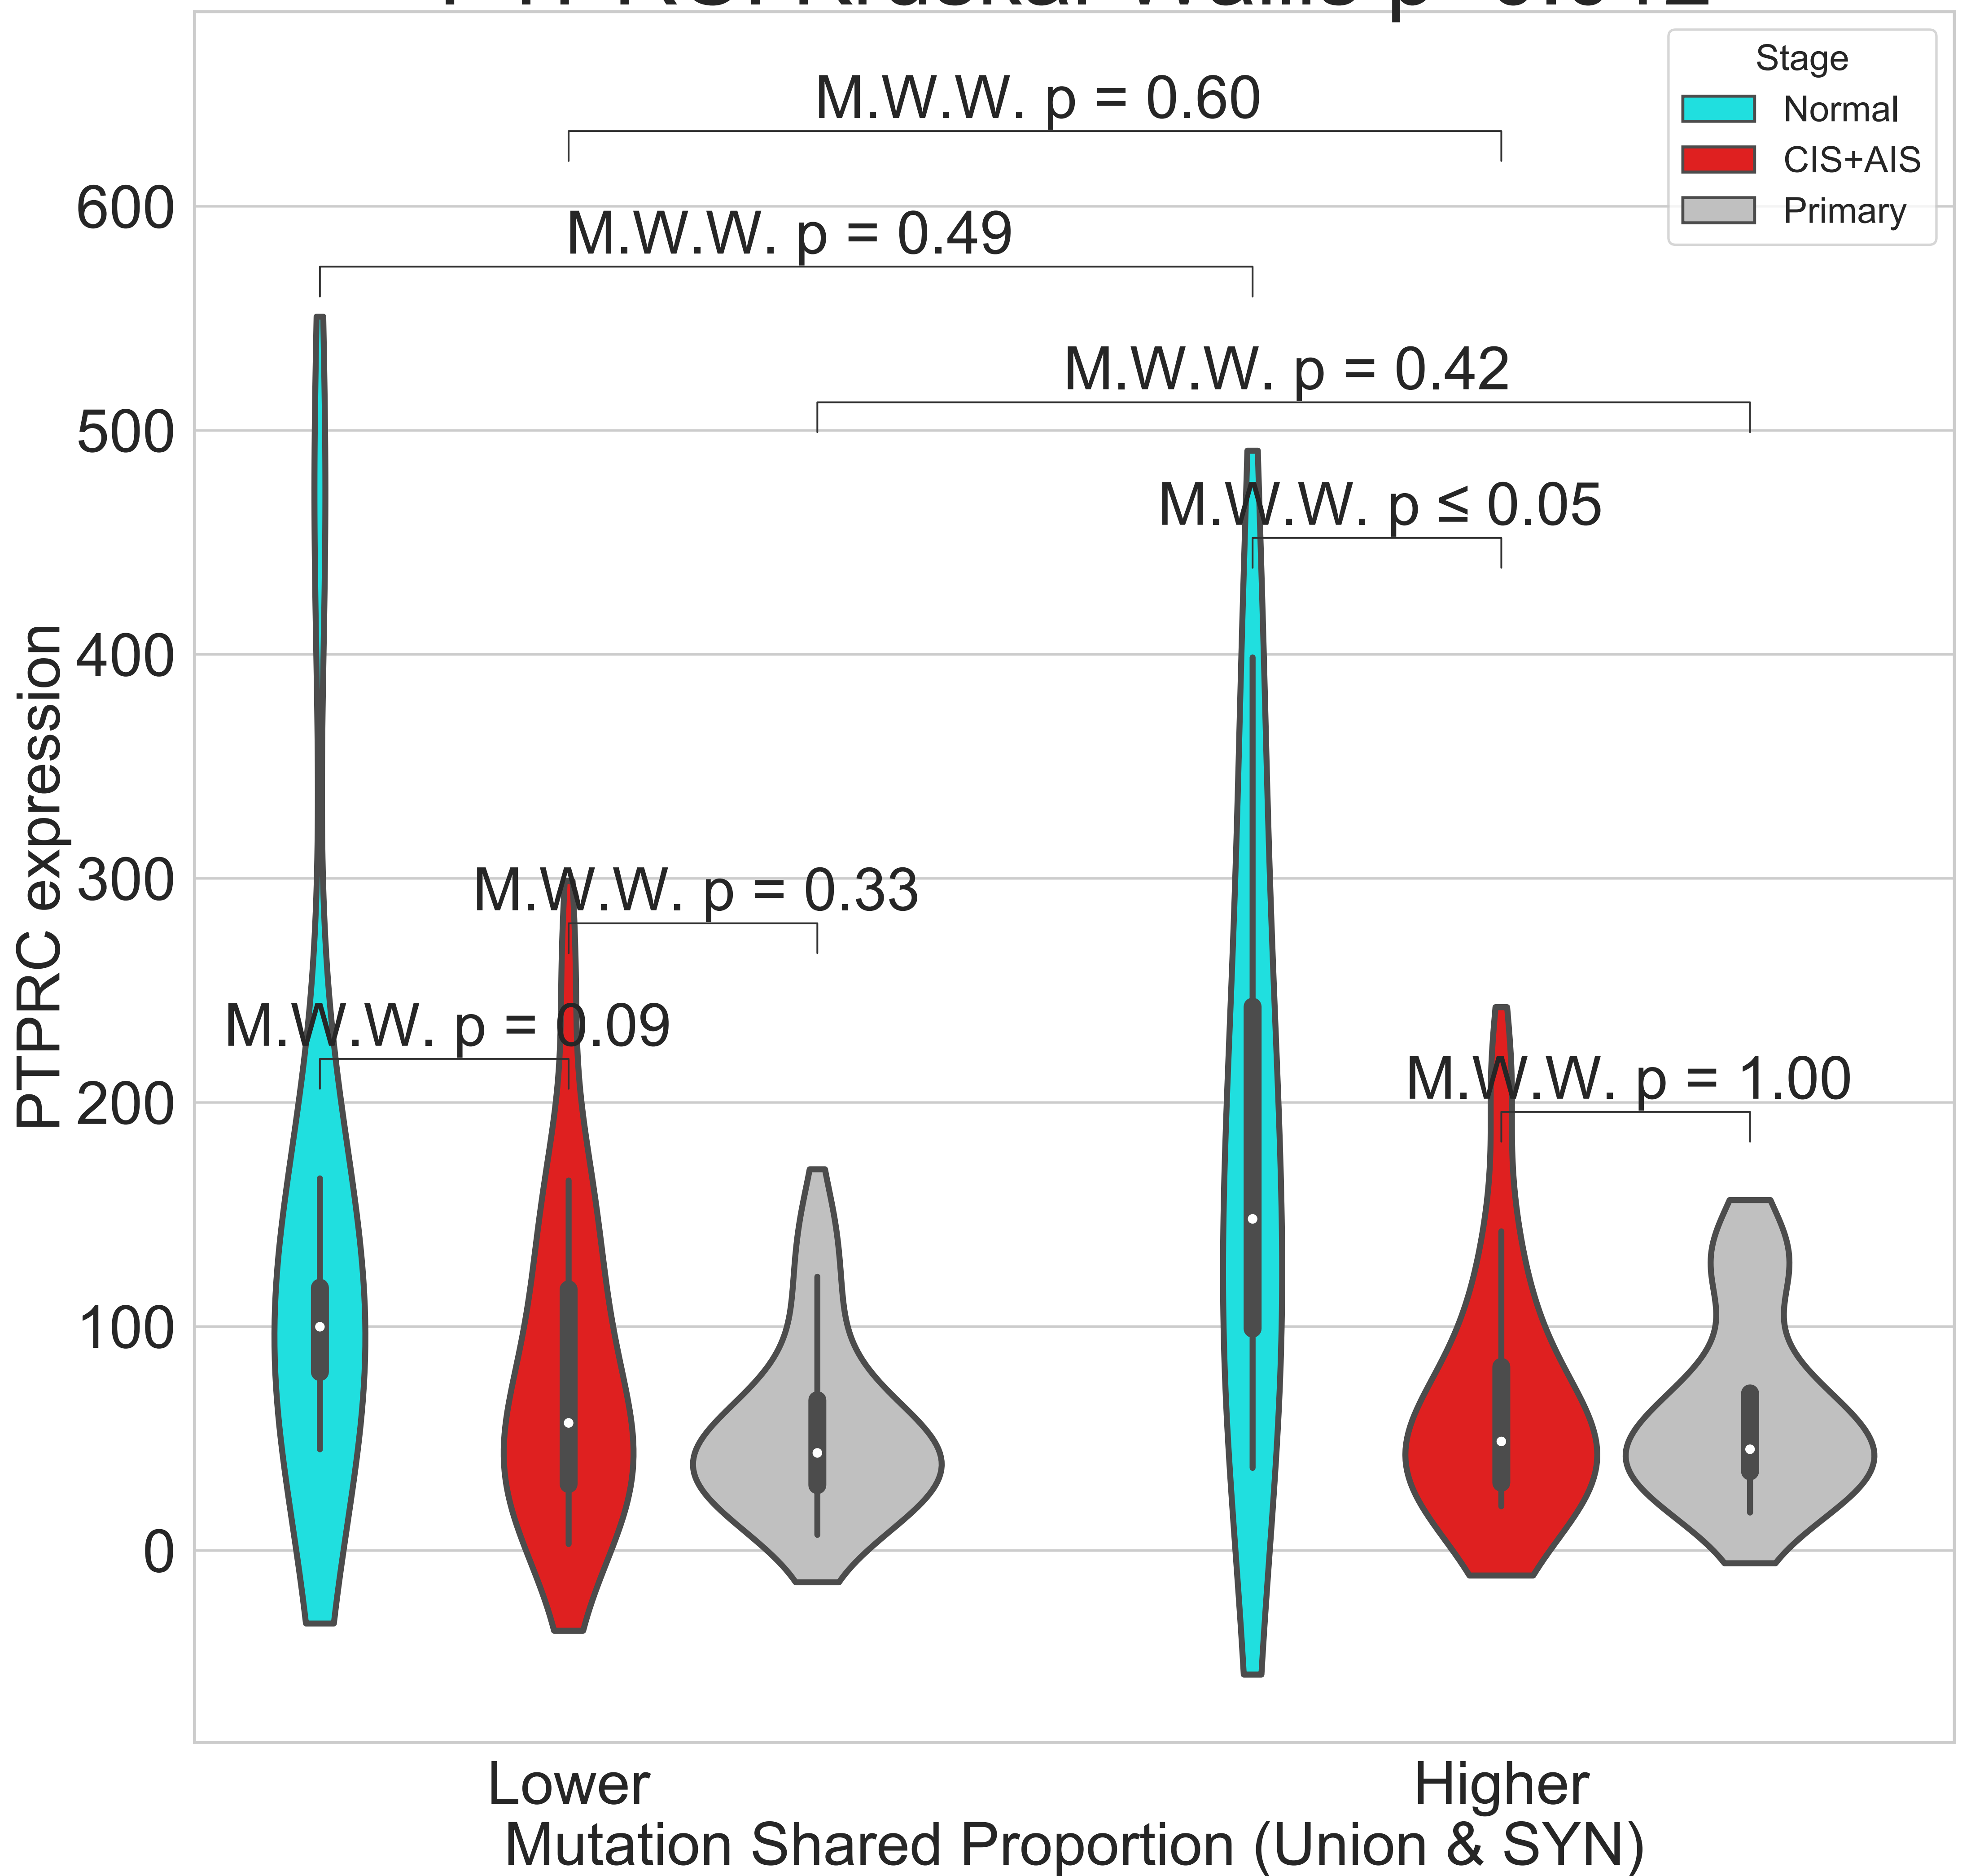 Stage
Normal
CIS+AIS
Primary
M.W.W. p = 0.60
M.W.W. p = 0.49
M.W.W. p = 0.42
M.W.W. p ≤ 0.05
M.W.W. p = 0.33
M.W.W. p = 0.09
M.W.W. p = 1.00
PTPRC expression
600
500
400
300
200
100
0
Lower
Higher
Mutation Shared Proportion (Union & SYN)